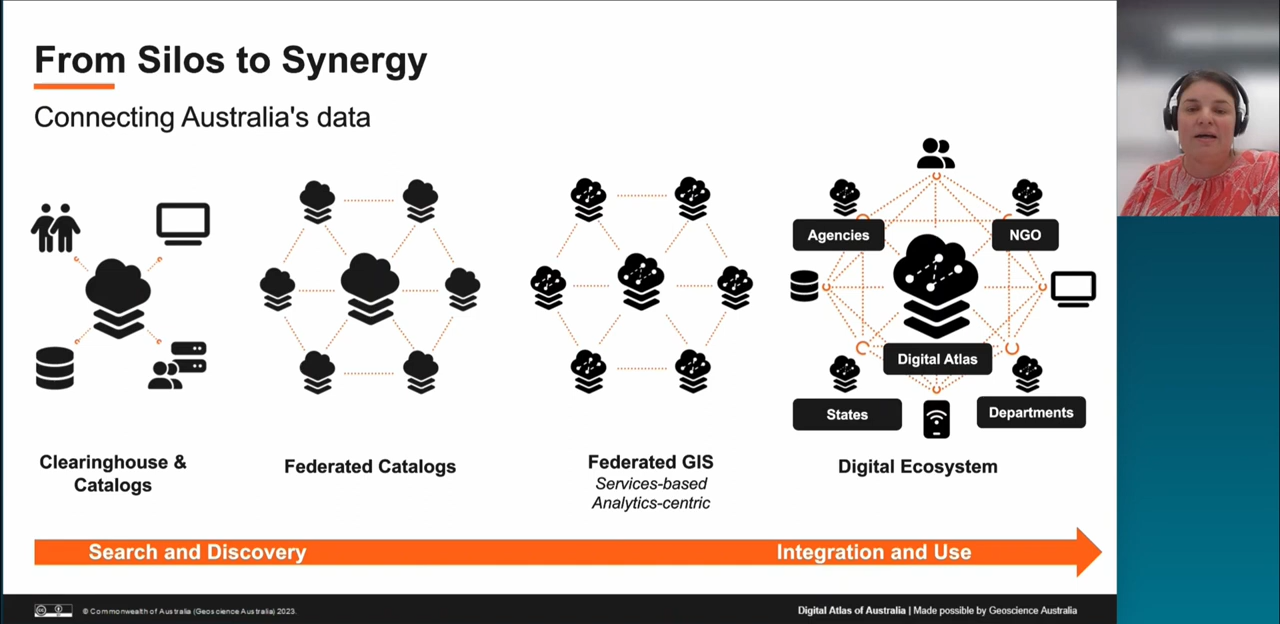 From Silos to Synergy
Connecting Australia's data
Agencies
NGO
Digital Atlas
States
Departments
Clearinghouse &
Catalogs
Federated Catalogs
Federated GIS
Services-based
Analytics-centric
Digital Ecosystem
Search and Discovery
Integration and Use
© Commonwealth of Australia (Geoscience Australia) 2023.
Digital Atlas of Australia | Made possible by Geoscience Australia